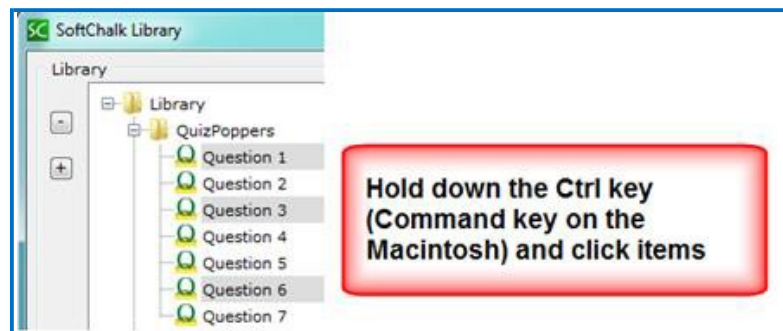 SC SoftChalk Library
Library
Library
QuizPoppers
Question 1
Question 2
Question 3
Question 4
Question 5
Question 6
Question 7
Hold down the Ctrl key
(Command key on the
Macintosh) and click items